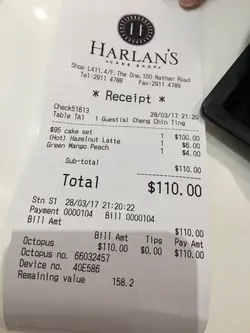 HARLAN'S
CAKE SHOP
Shop L411,4/F,The One,100 Nathan Road
Tel:2911 4788 Fax:2911 4789
* Receipt *
Check51613 28/03/17 21:20
Table TA1 1 Guest(s) Cheng Chin Ting
$95 cake set 1 $100.00
(Hot) Hazelnut Latte 1 $6.00
Green Mango Peach 1 $4.00
Sub-total $110.00
Total $110.00
Stn S1 28/03/17 21:20:22
Payment 0000104 Bill 0000104
Bill Amt $110.00
Bill Amt Tips Pay Amt
Octopus $110.00 $0.00 $110.00
Octopus no. 66032457
Device no. 40E586
Remaining value 158.2